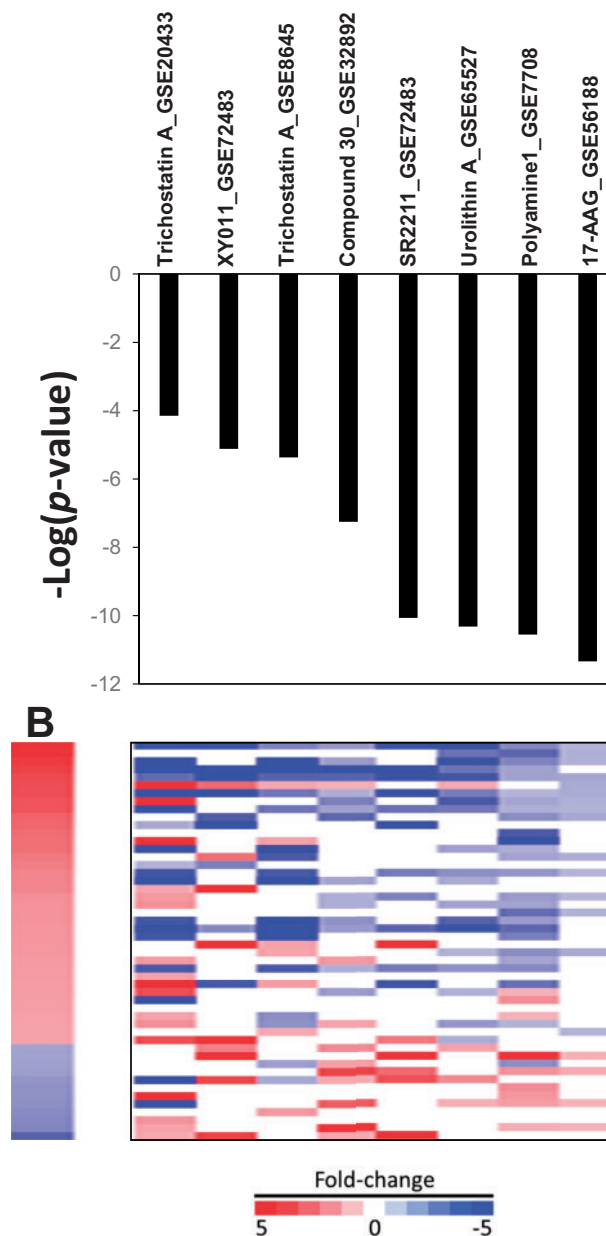 Trichostatin A_GSE20433
XY011_GSE72483
Trichostatin A_GSE8645
Compound 30_GSE32892
SR2211_GSE72483
Urolithin A_GSE65527
Polyamine1_GSE7708
17-AAG_GSE56188
-Log(p-value)
0
-2
-4
-6
-8
-10
-12
B
Fold-change
5 0 -5